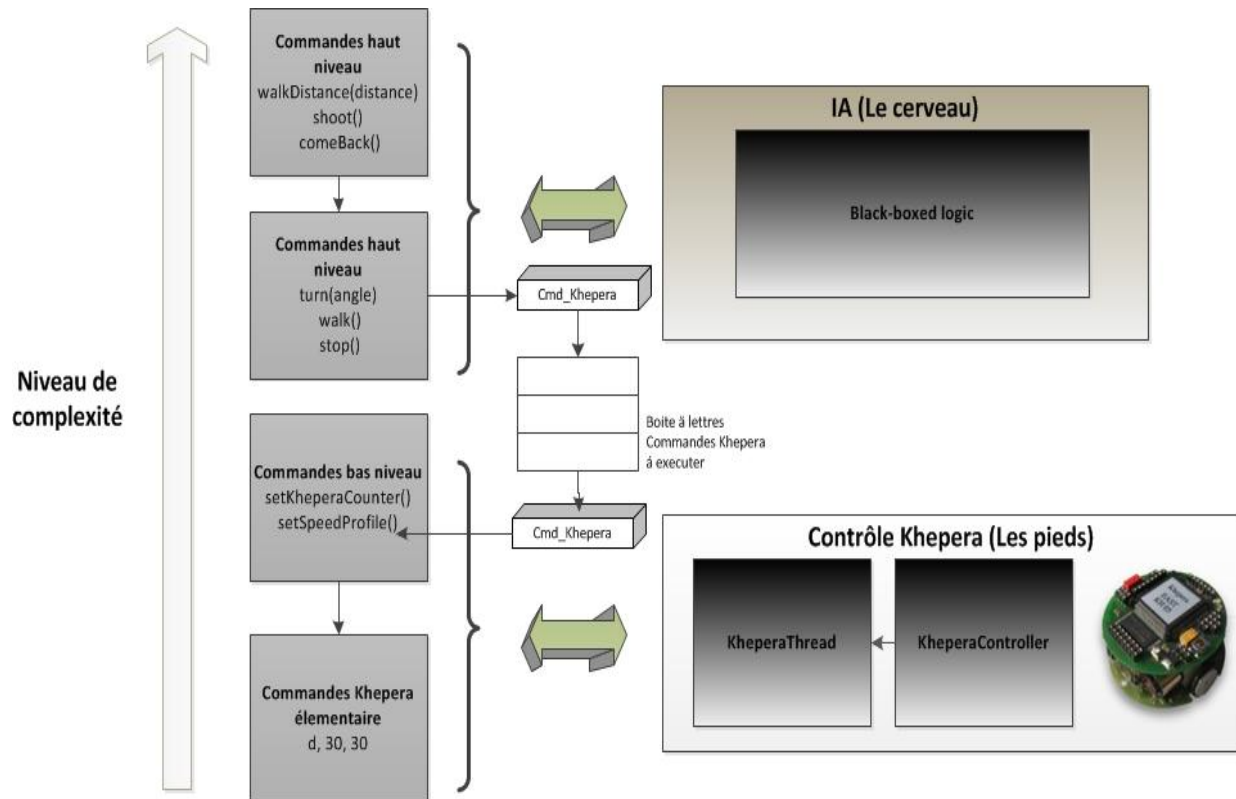 Commandes haut
niveau
walkDistance(distance)
shoot()
comeBack()
IA (Le cerveau)
Black-boxed logic
Commandes haut
niveau
turn(angle)
walk()
stop()
Cmd_Khepera
Niveau de
complexité
Boite à lettres
Commandes Khepera
á executer
Commandes bas niveau
setKheperaCounter()
setSpeedProfile()
Cmd_Khepera
Contrôle Khepera (Les pieds)
KheperaThread
KheperaController
Commandes Khepera
élementaire
d, 30, 30